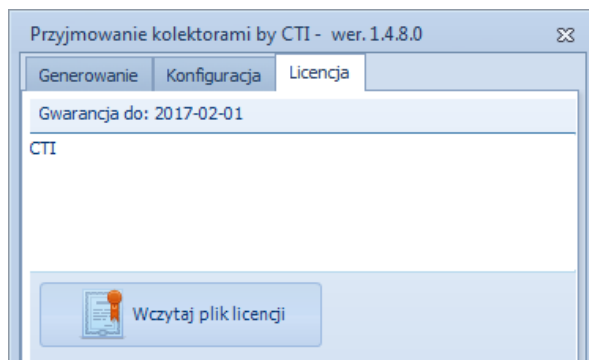 Przyjmowanie kolektorami by CTI - wer. 1.4.8.0
Generowanie Konfiguracja Licencja
Gwarancja do: 2017-02-01
CTI
Wczytaj plik licencji